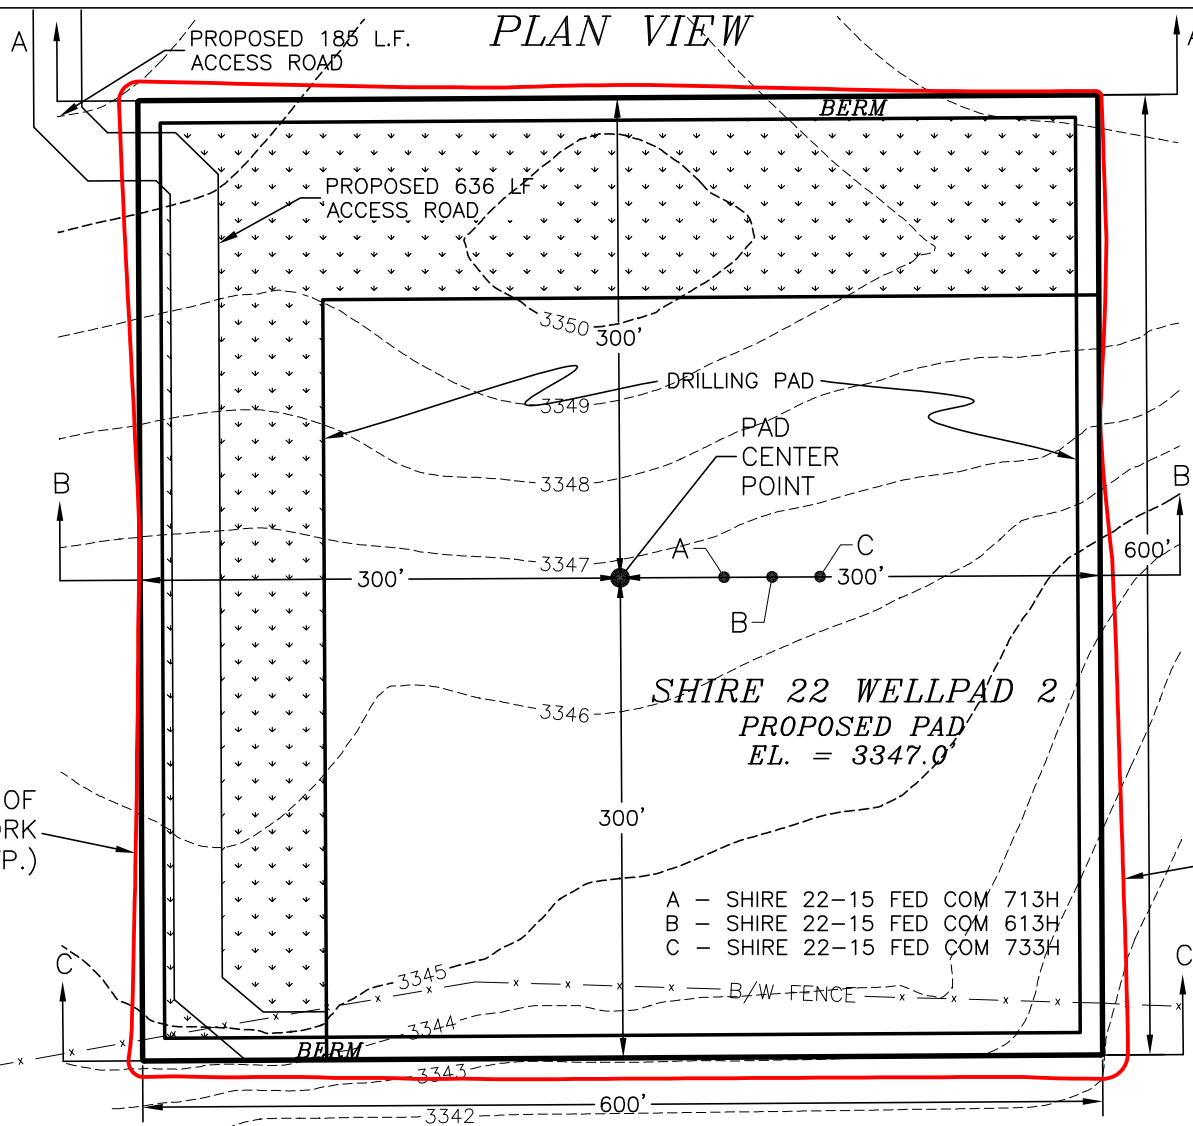 PLAN VIEW
A
A
PROPOSED 185 L.F.
ACCESS ROAD
BERM
PROPOSED 636 LF
ACCESS ROAD
3350
300'
DRILLING PAD
3349
PAD
CENTER
POINT
3348
B
B
3347
A
C
600'
300'
300'
B
SHIRE 22 WELLPAD 2
3346
PROPOSED PAD
EL. = 3347.0'
OF
300'
P.)
A - SHIRE 22-15 FED COM 713H
B - SHIRE 22-15 FED COM 613H
C - SHIRE 22-15 FED COM 733H
C
C
3345
B/W FENCE
3344
BERM
3343
600'
3342